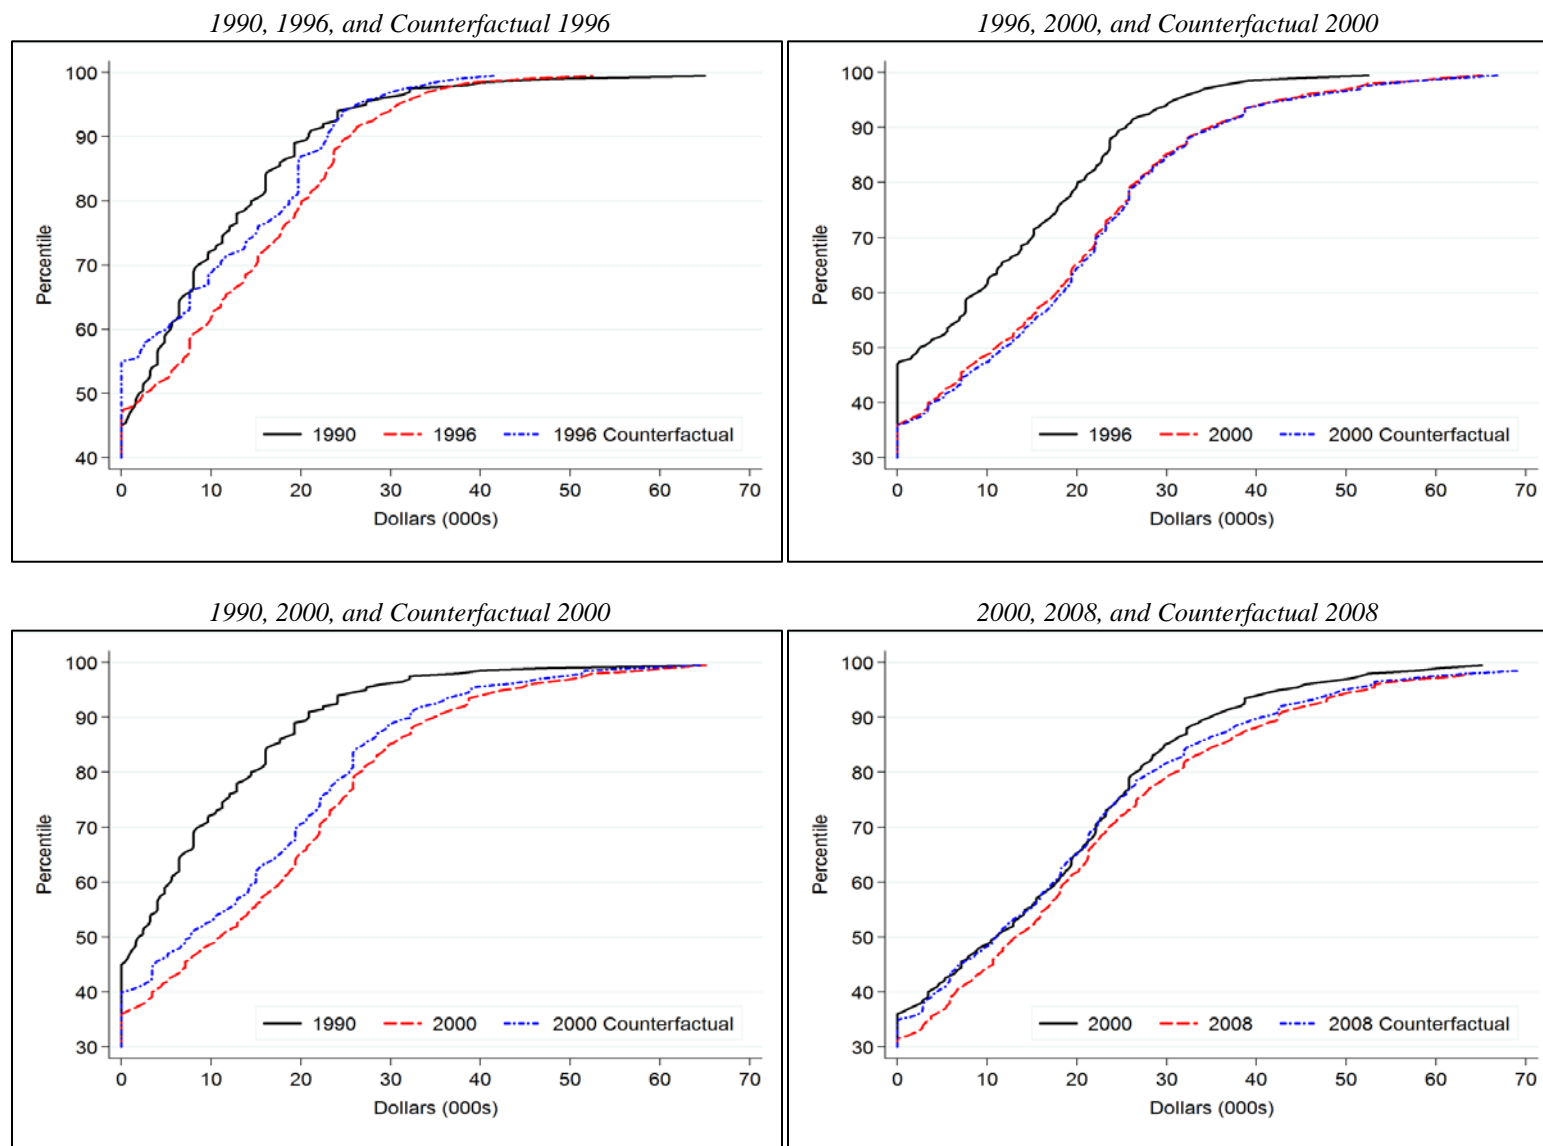 1990, 1996, and Counterfactual 1996
100
90
80
70
60
50
40
Percentile
1990
1996
1996 Counterfactual
0 10 20 30 40 50 60 70
Dollars (000s)
1996, 2000, and Counterfactual 2000
100
90
80
70
60
50
40
30
Percentile
1996
2000
2000 Counterfactual
0 10 20 30 40 50 60 70
Dollars (000s)
1990, 2000, and Counterfactual 2000
100
90
80
70
60
50
40
30
Percentile
1990
2000
2000 Counterfactual
0 10 20 30 40 50 60 70
Dollars (000s)
2000, 2008, and Counterfactual 2008
100
90
80
70
60
50
40
30
Percentile
2000
2008
2008 Counterfactual
0 10 20 30 40 50 60 70
Dollars (000s)